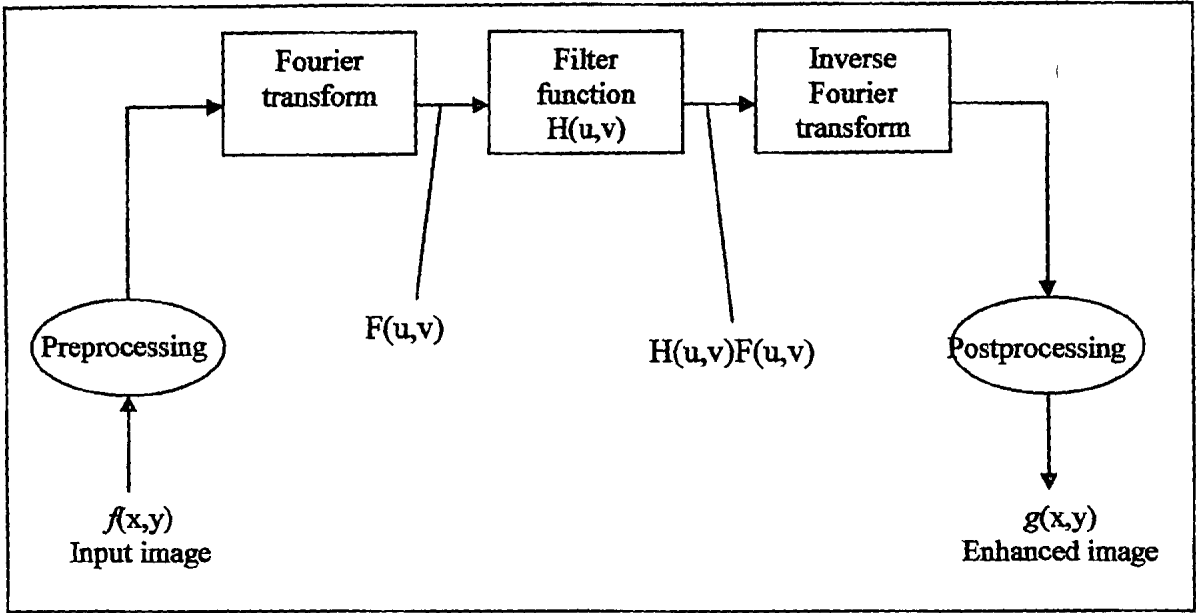 Fourier
transform
Filter
function
H(u,v)
Inverse
Fourier
transform
F(u,v)
H(u,v)F(u,v)
Preprocessing
Postprocessing
f(x,y)
Input image
g(x,y)
Enhanced image